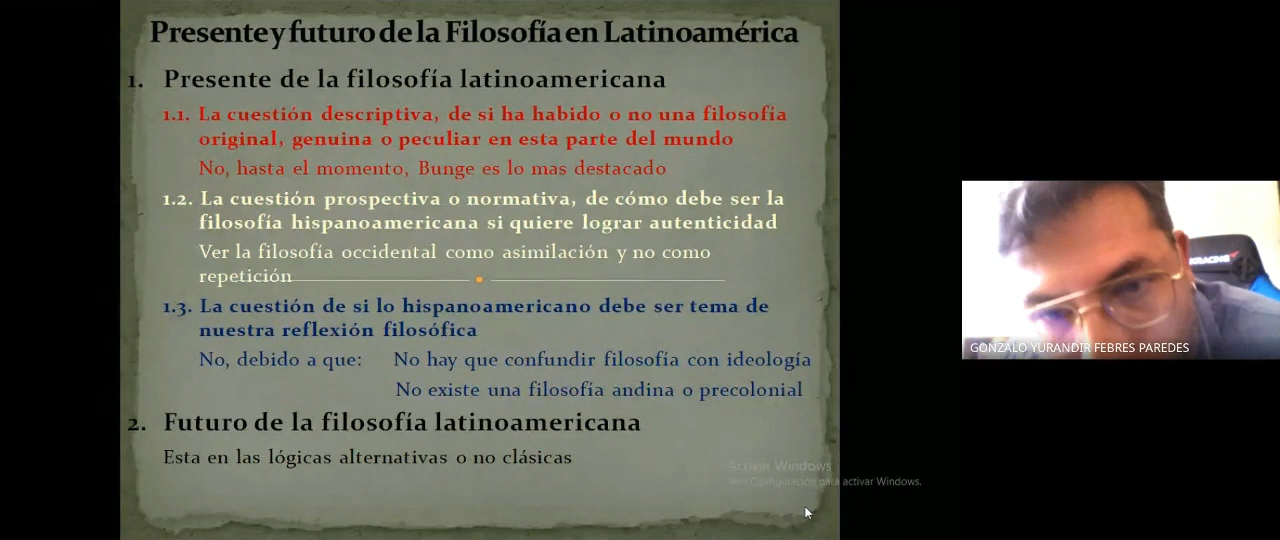 Presente y futuro de la Filosofía en Latinoamérica
1. Presente de la filosofía latinoamericana
1.1. La cuestión descriptiva, de si ha habido o no una filosofía
original, genuina o peculiar en esta parte del mundo
No, hasta el momento, Bunge es lo mas destacado
1.2. La cuestión prospectiva o normativa, de cómo debe ser la
filosofía hispanoamericana si quiere lograr autenticidad
Ver la filosofía occidental como asimilación y no como
repetición
1.3. La cuestión de si lo hispanoamericano debe ser tema de
nuestra reflexión filosófica
No, debido a que: No hay que confundir filosofía con ideología
No existe una filosofía andina o precolonial
2. Futuro de la filosofía latinoamericana
Esta en las lógicas alternativas o no clásicas
Activar Windows
Configuración para activar Windows.
RACING
GONZALO YURANDIR FEBRES PAREDES